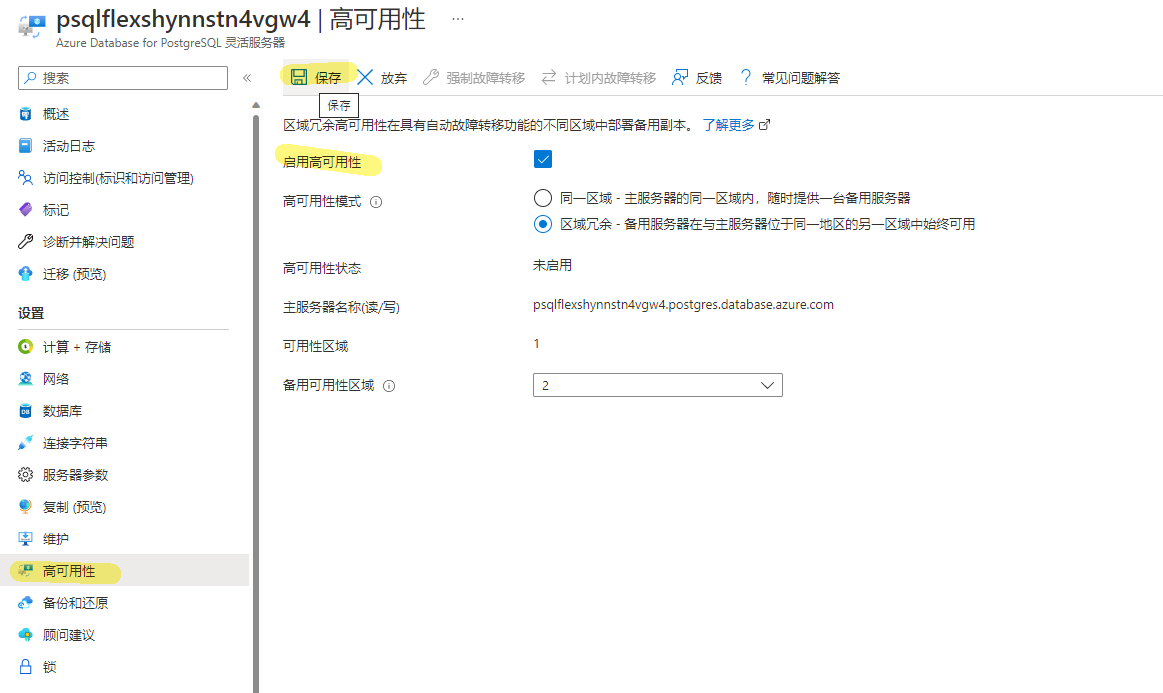 psqlflexshynnstn4vgw4 | 高可用性 ...
Azure Database for PostgreSQL 灵活服务器
搜索
«
概述
活动日志
访问控制(标识和访问管理)
标记
诊断并解决问题
迁移 (预览)
设置
计算 + 存储
网络
数据库
连接字符串
服务器参数
复制 (预览)
维护
高可用性
备份和还原
顾问建议
锁
保存 放弃 强制故障转移 计划内故障转移 反馈 ? 常见问题解答
保存
区域冗余高可用性在具有自动故障转移功能的不同区域中部署备用副本。 了解更多
启用高可用性
高可用性模式
同一区域 - 主服务器的同一区域内，随时提供一台备用服务器
区域冗余 - 备用服务器在与主服务器位于同一地区的另一区域中始终可用
高可用性状态 未启用
主服务器名称(读/写) psqlflexshynnstn4vgw4.postgres.database.azure.com
可用性区域 1
备用可用性区域 2